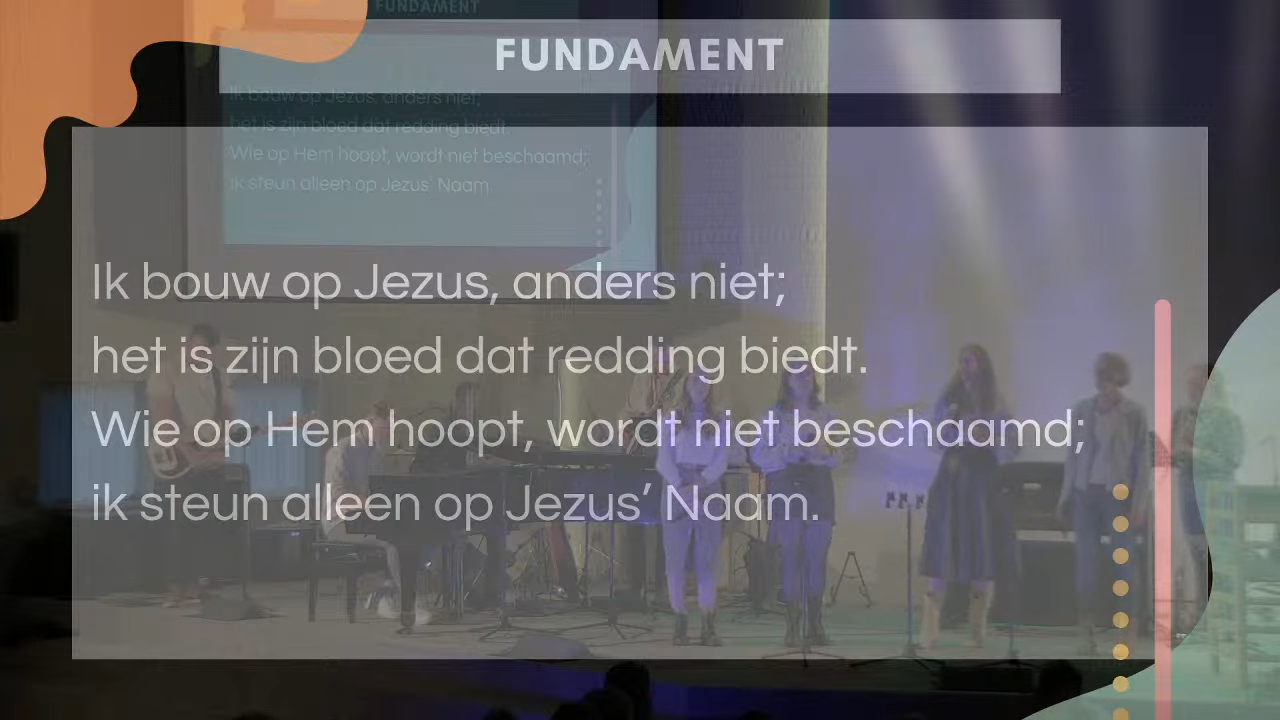 FUNDAMENT
FUNDAMENT
Ik bouw op Jezus, anders niet;
het is zijn bloed dat redding biedt.
Wie op Hem hoopt, wordt niet beschaamd;
ik steun alleen op Jezus' Naam
Ik bouw op Jezus, anders niet;
het is zijn bloed dat redding biedt.
Wie op Hem hoopt, wordt niet beschaamd;
ik steun alleen op Jezus’ Naam.